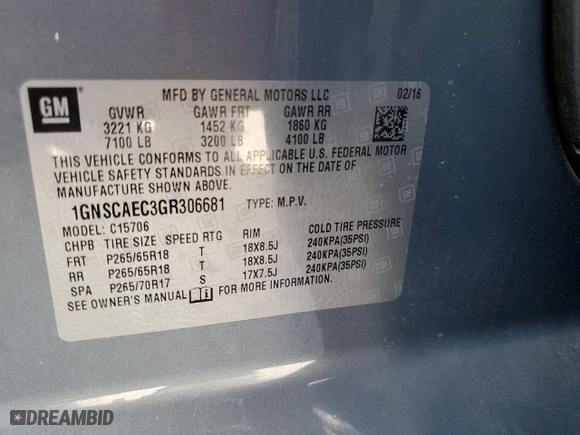 GM
MFD BY GENERAL MOTORS LLC 02/16
GVWR GAWR FRT GAWR RR
3221 KG 1452 KG 1860 KG
7100 LB 3200 LB 4100 LB
THIS VEHICLE CONFORMS TO ALL APPLICABLE U.S. FEDERAL MOTOR
VEHICLE SAFETY STANDARDS IN EFFECT ON THE DATE OF
MANUFACTURE SHOWN ABOVE.
1GNSCAEC3GR306681 TYPE: M.P.V.
MODEL: C15706
CHPB TIRE SIZE SPEED RTG RIM COLD TIRE PRESSURE
FRT P265/65R18 T 18X8.5J 240KPA(35PSI)
RR P265/65R18 T 18X8.5J 240KPA(35PSI)
SPA P265/70R17 S 17X7.5J 240KPA(35PSI)
SEE OWNER'S MANUAL FOR MORE INFORMATION.
DREAMBID